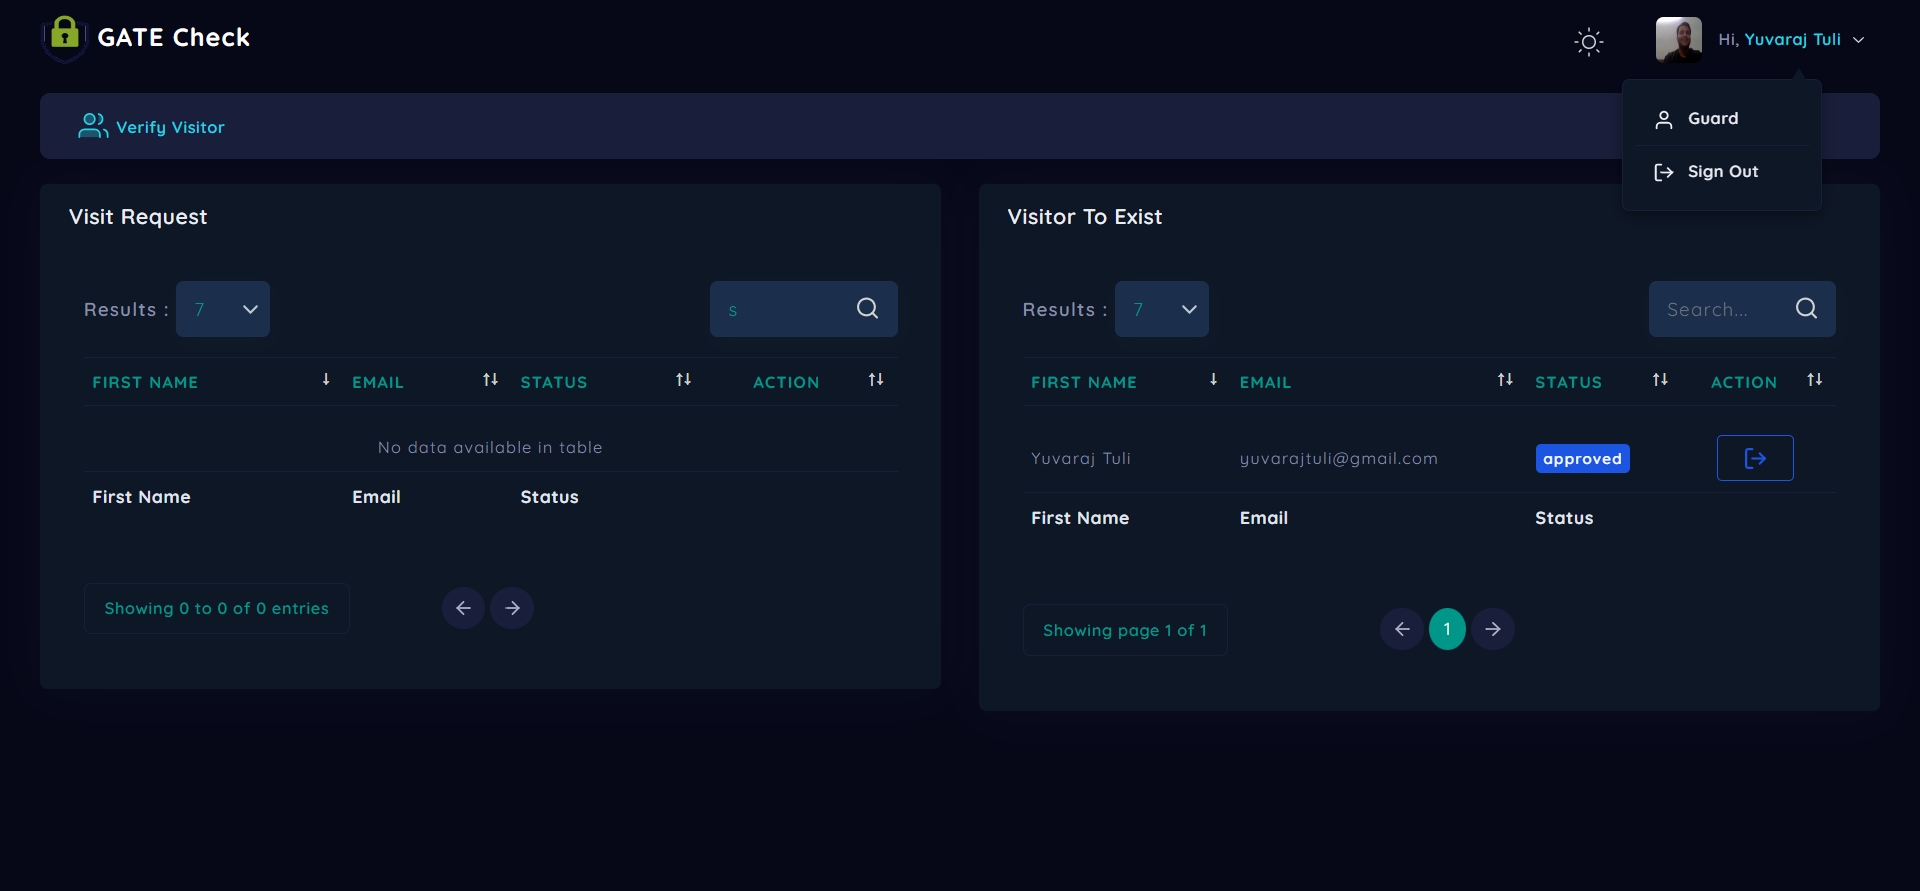 GATE Check
Hi, Yuvaraj Tuli
Guard
Sign Out
Verify Visitor
Visit Request
Results :
7
s
FIRST NAME EMAIL STATUS ACTION
No data available in table
First Name Email Status
Showing 0 to 0 of 0 entries
Visitor To Exist
Results :
7
Search...
FIRST NAME EMAIL STATUS ACTION
Yuvaraj Tuli yuvarajtuli@gmail.com approved
First Name Email Status
Showing page 1 of 1
1